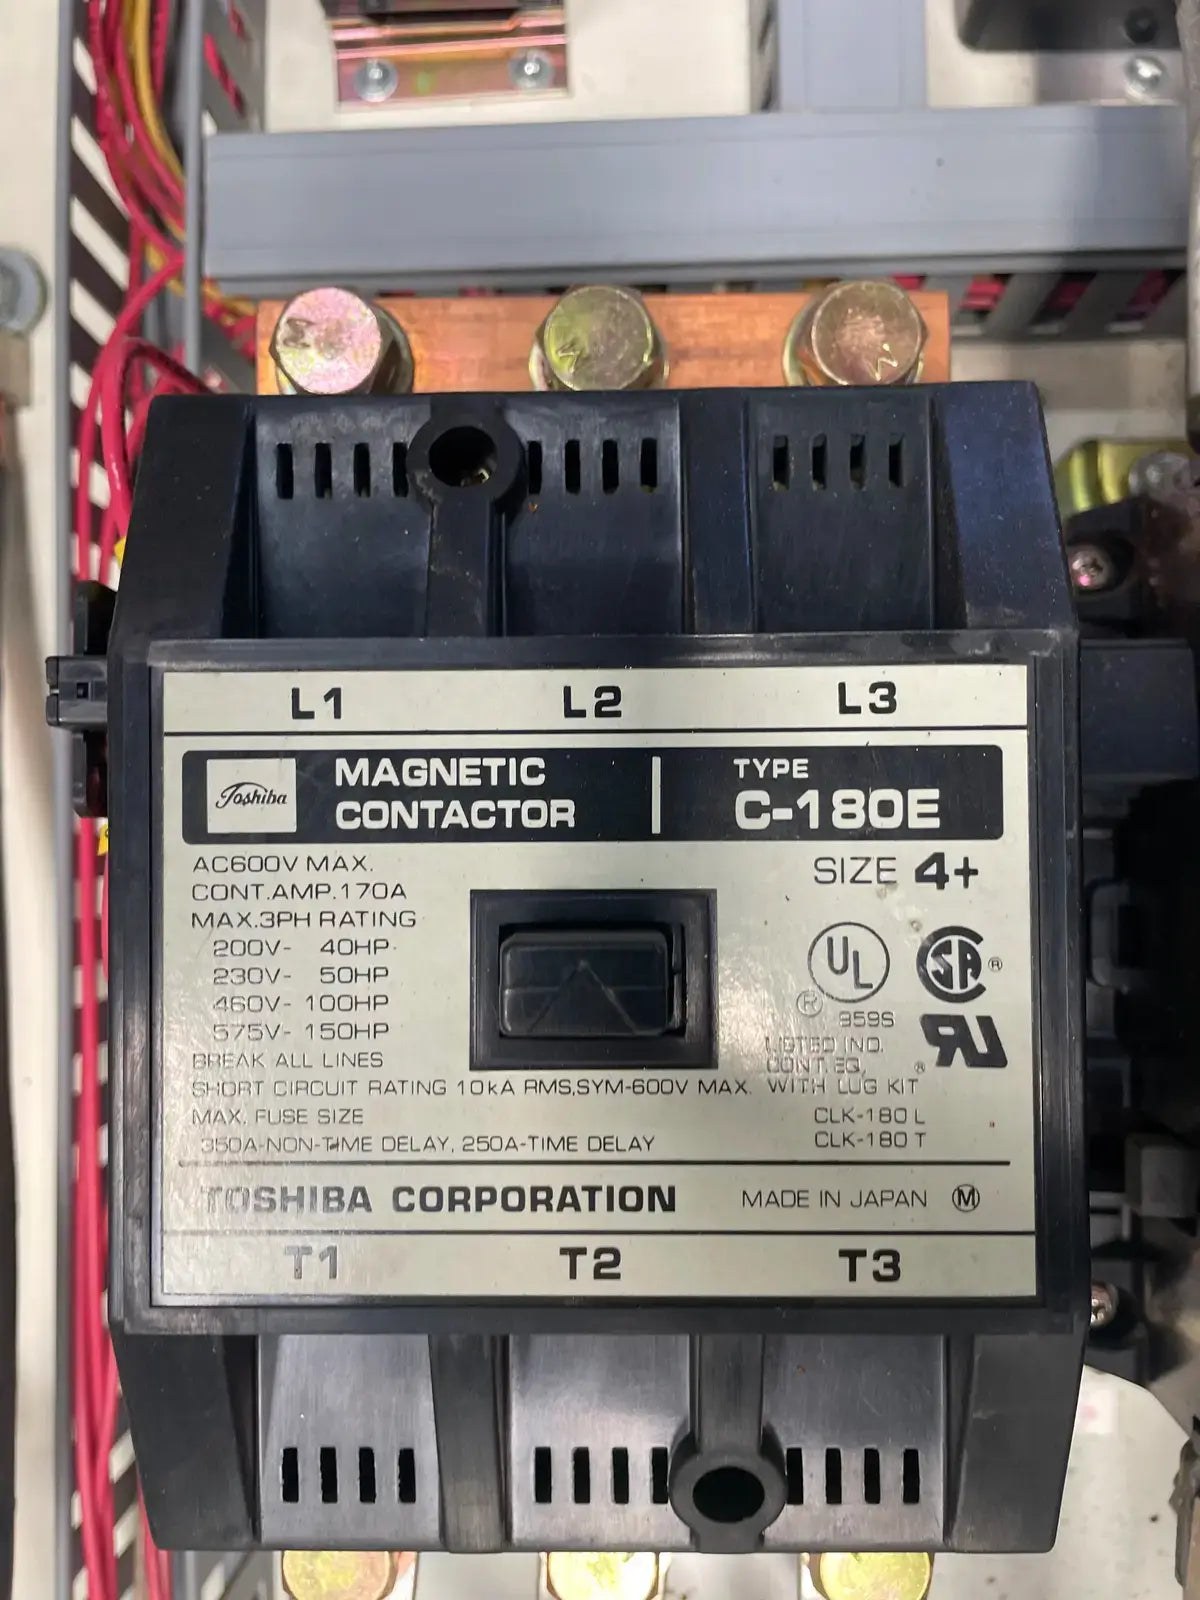 L1 L2 L3
Toshiba
MAGNETIC
CONTACTOR
TYPE
C-180E
AC600V MAX.
CONT.AMP.170A
MAX.3PH RATING
200V- 40HP
230V- 50HP
460V- 100HP
575V- 150HP
BREAK ALL LINES
SHORT CIRCUIT RATING 10kA RMS,SYM-600V MAX.
MAX. FUSE SIZE
350A-NON-TIME DELAY, 250A-TIME DELAY
SIZE 4+
UL ®
SA ®
959S
LISTED IND.
CONT. EQ,
RU ®
WITH LUG KIT
CLK-180 L
CLK-180 T
TOSHIBA CORPORATION
MADE IN JAPAN M
T1 T2 T3